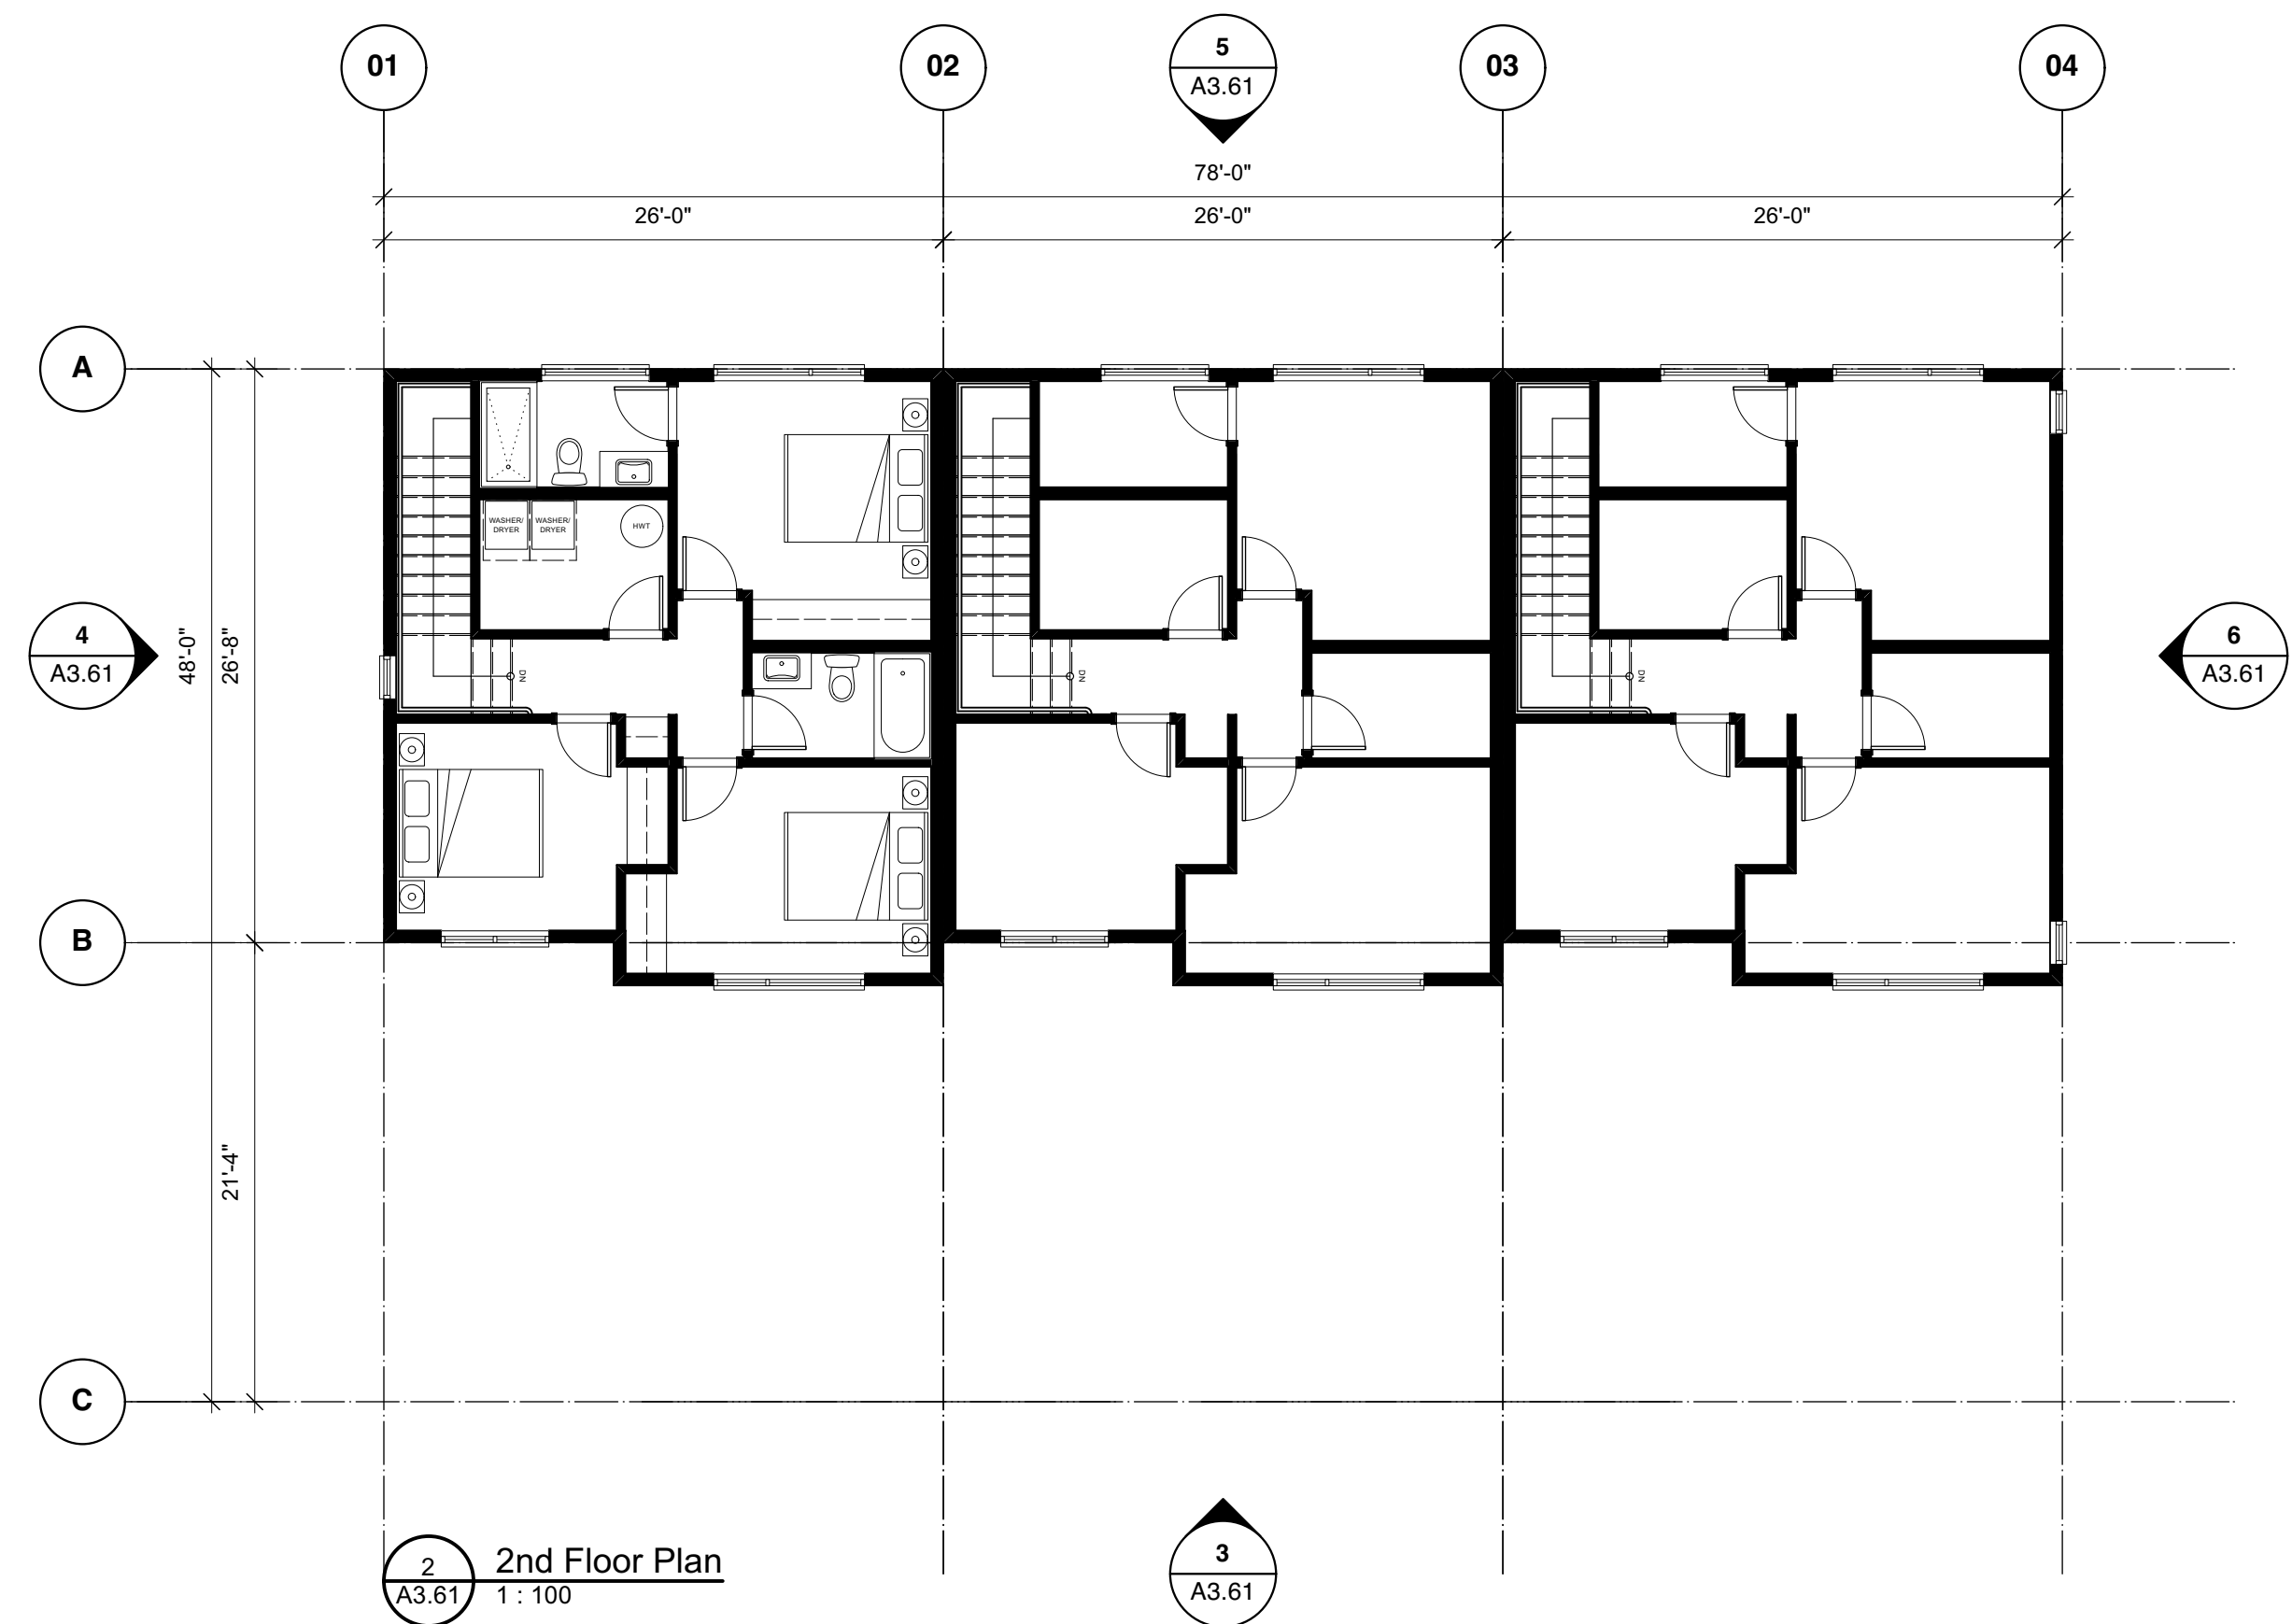 01
02
5
A3.61
03
04
78'-0"
26'-0"
26'-0"
26'-0"
A
WASHER/
DRYER
WASHER/
DRYER
HWT
4
A3.61
48'-0"
26'-8"
DN
DN
DN
6
A3.61
B
21'-4"
C
2
A3.61
2nd Floor Plan
1 : 100
3
A3.61